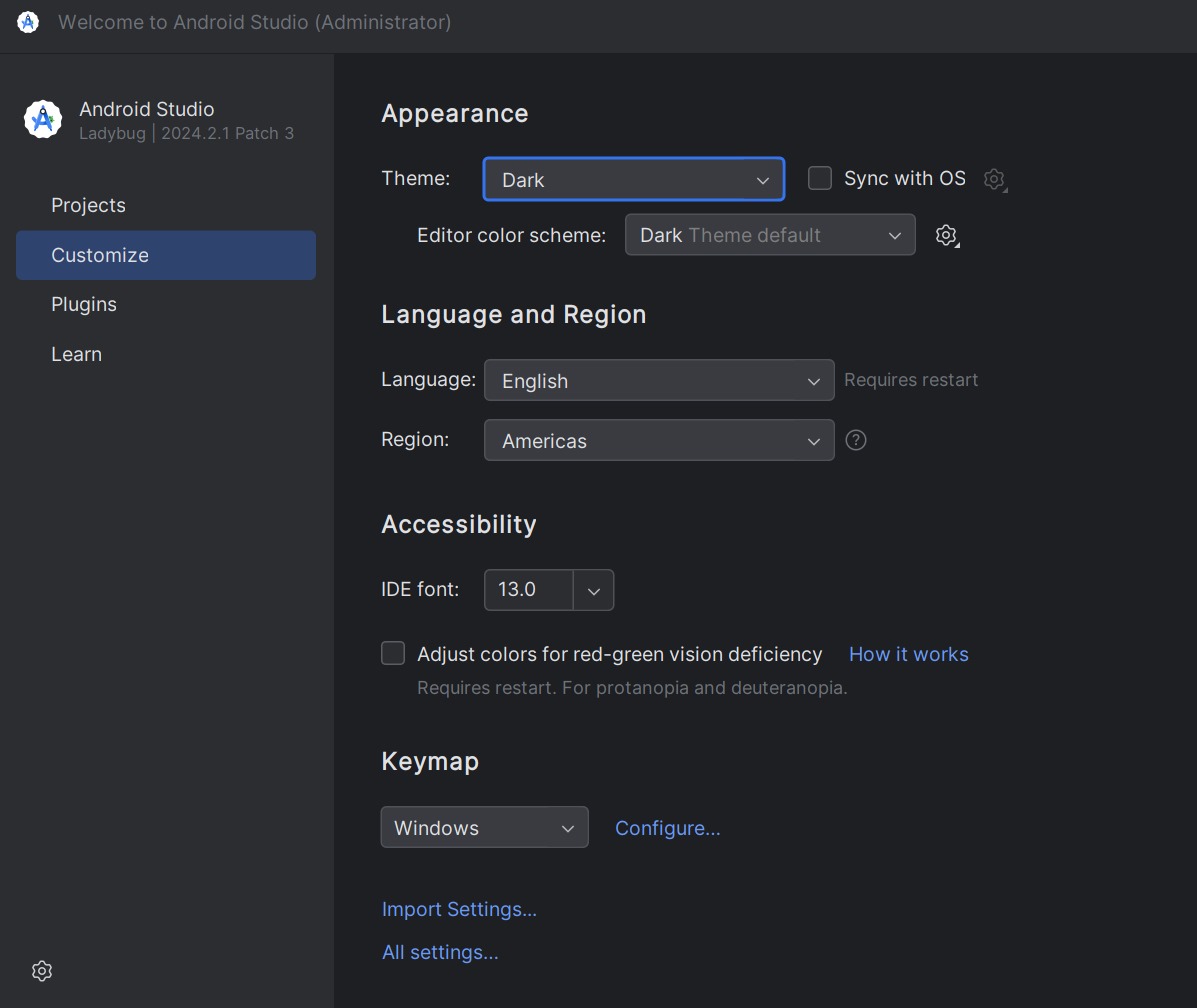 Welcome to Android Studio (Administrator)
Android Studio
Ladybug | 2024.2.1 Patch 3
Projects
Customize
Plugins
Learn
Appearance
Theme: Dark Sync with OS
Editor color scheme: Dark Theme default
Language and Region
Language: English Requires restart
Region: Americas ?
Accessibility
IDE font: 13.0
Adjust colors for red-green vision deficiency How it works
Requires restart. For protanopia and deuteranopia.
Keymap
Windows Configure...
Import Settings...
All settings...